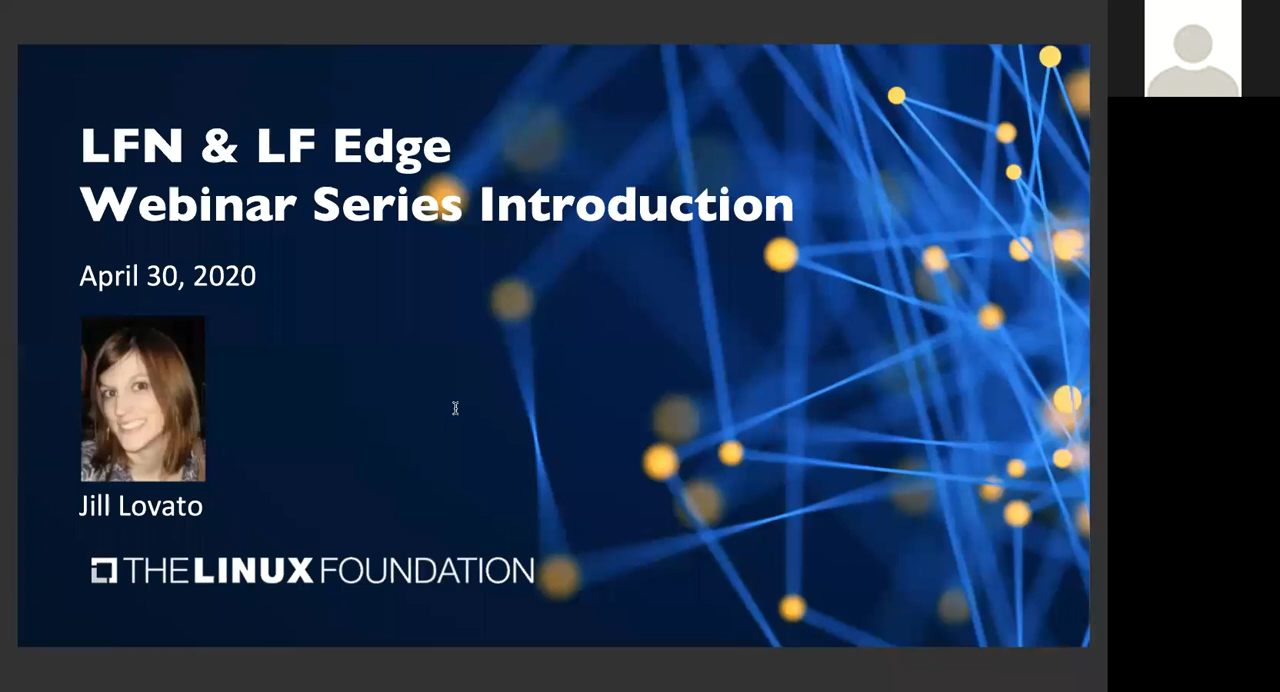 LFN & LF Edge
Webinar Series Introduction
April 30, 2020
Jill Lovato
THE LINUX FOUNDATION